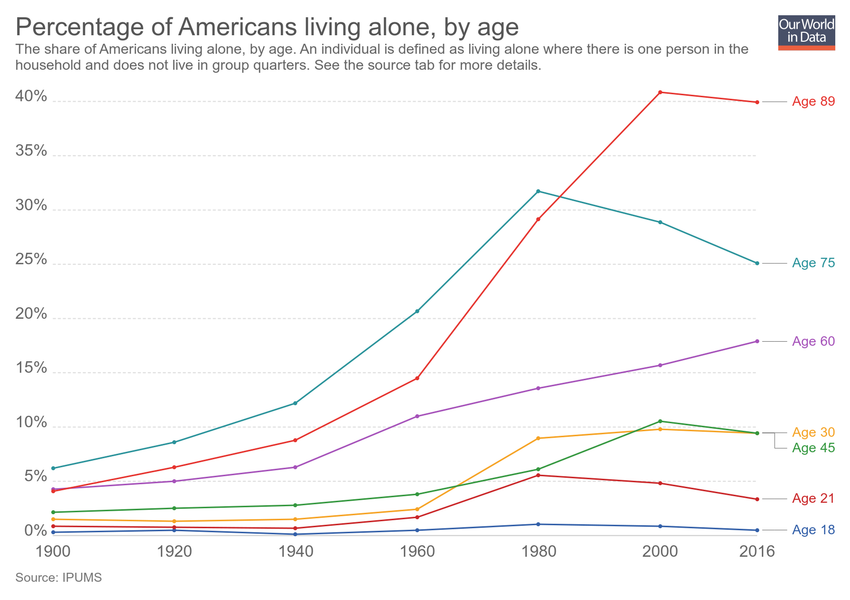 Percentage of Americans living alone, by age
Our World
in Data
The share of Americans living alone, by age. An individual is defined as living alone where there is one person in the
household and does not live in group quarters. See the source tab for more details.
40%
Age 89
35%
30%
25%
Age 75
20%
Age 60
15%
10%
Age 30
Age 45
5%
Age 21
0%
Age 18
1900 1920 1940 1960 1980 2000 2016
Source: IPUMS